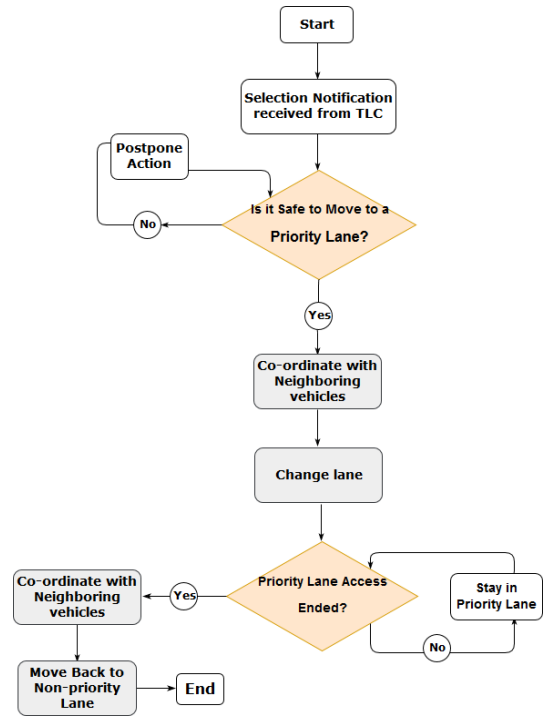 Start
Selection Notification
received from TLC
Postpone
Action
Is it Safe to Move to a
Priority Lane?
No
Yes
Co-ordinate with
Neighboring
vehicles
Change lane
Priority Lane Access
Ended?
Yes
Co-ordinate with
Neighboring
vehicles
Stay in
Priority Lane
No
Move Back to
Non-priority
Lane
End